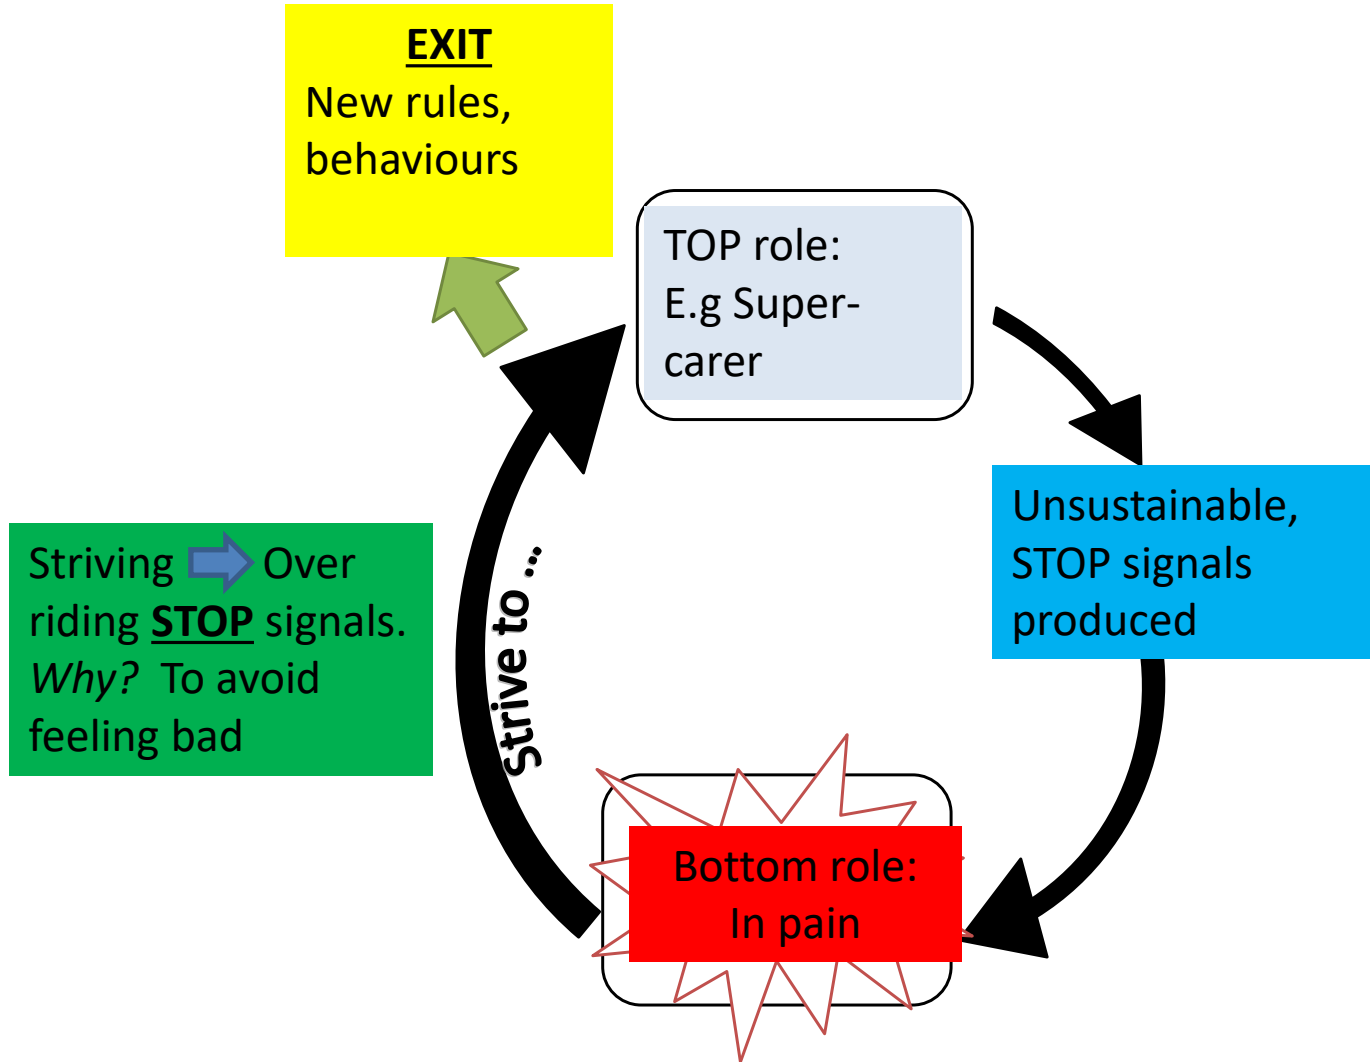 EXIT
New rules,
behaviours
TOP role:
E.g Super-
carer
Unsustainable,
STOP signals
produced
Striving Over
riding STOP signals.
Why? To avoid
feeling bad
Strive to ...
Bottom role:
In pain